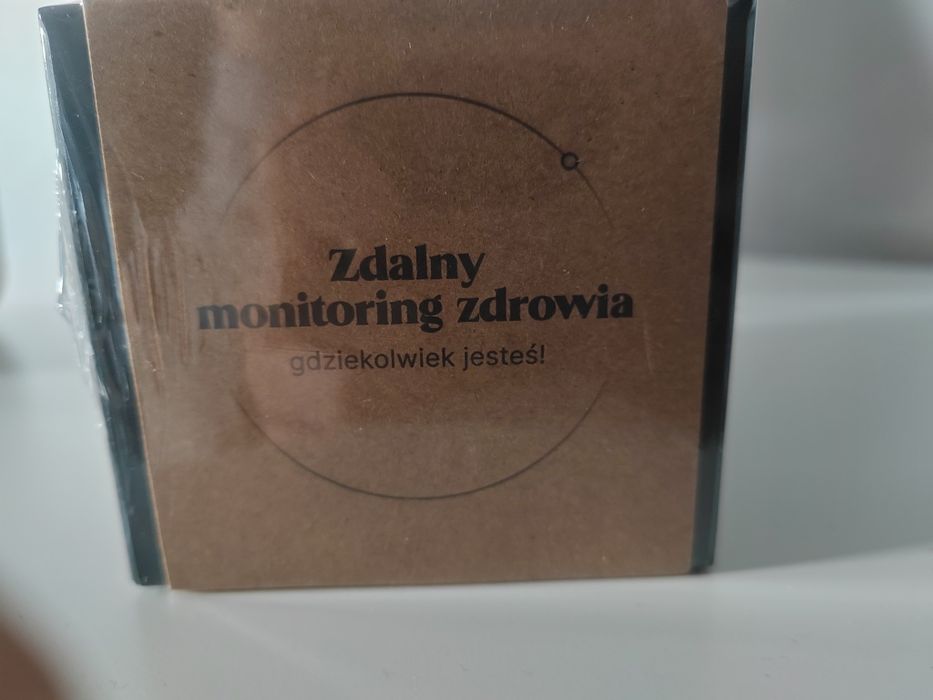 Zdalny
monitoring zdrowia
gdziekolwiek jesteś!